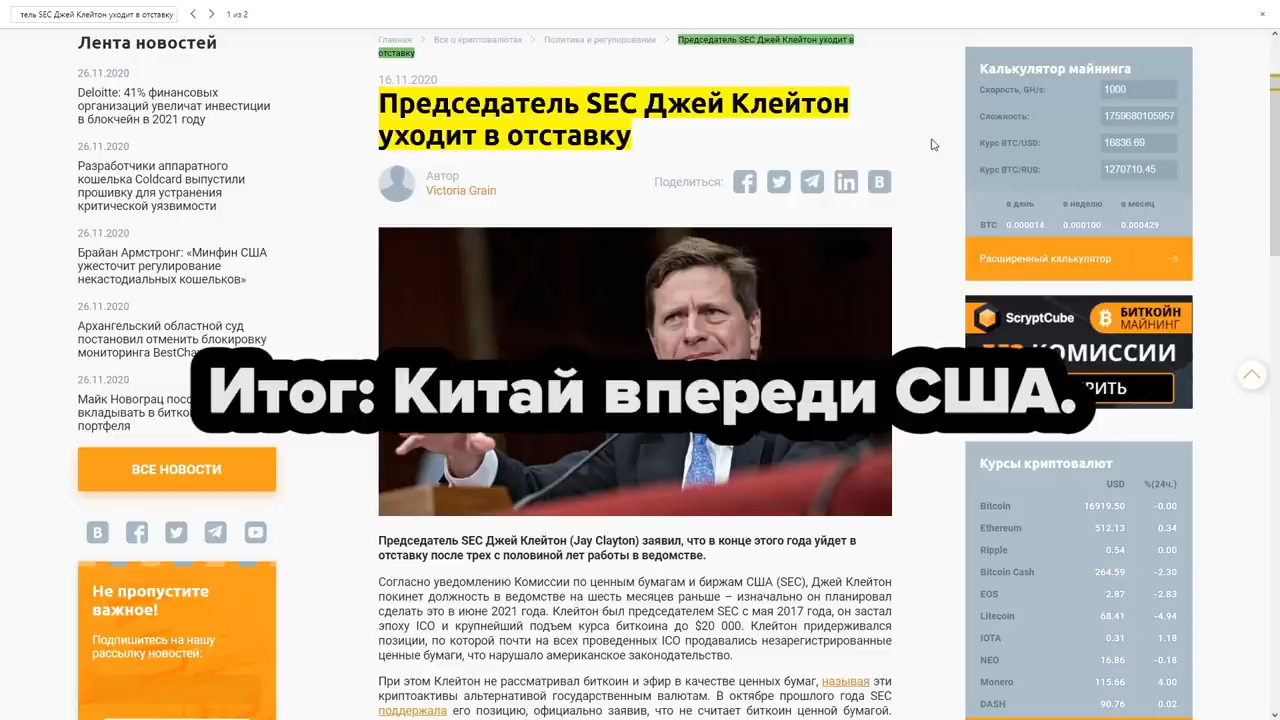 тель SEC Джей Клейтон уходит в отставку
1 из 2
Лента новостей
26.11.2020
Deloitte: 41% финансовых
организаций увеличат инвестиции
в блокчейн в 2021 году
26.11.2020
Разработчики аппаратного
кошелька Coldcard выпустили
прошивку для устранения
критической уязвимости
26.11.2020
Брайан Армстронг: «Минфин США
ужесточит регулирование
некастодиальных кошельков»
26.11.2020
Архангельский областной суд
постановил отменить блокировку
мониторинга BestCha
26.11.2020
Майк Новограц пос
вкладывать в битко
портфеля
ВСЕ НОВОСТИ
Не пропустите
важное!
Подпишитесь на нашу
рассылку новостей:
Главная
Все о криптовалютах
Политика и регулирование
Председатель SEC Джей Клейтон уходит в
отставку
16.11.2020
Председатель SEC Джей Клейтон
уходит в отставку
Автор
Victoria Grain
Поделиться:
Итог: Китай впереди США.
Председатель SEC Джей Клейтон (Jay Clayton) заявил, что в конце этого года уйдет в
отставку после трех с половиной лет работы в ведомстве.
Согласно уведомлению Комиссии по ценным бумагам и биржам США (SEC), Джей Клейтон
покинет должность в ведомстве на шесть месяцев раньше – изначально он планировал
сделать это в июне 2021 года. Клейтон был председателем SEC с мая 2017 года, он застал
эпоху ICO и крупнейший подъем курса биткоина до $20 000. Клейтон придерживался
позиции, по которой почти на всех проведенных ICO продавались незарегистрированные
ценные бумаги, что нарушало американское законодательство.
При этом Клейтон не рассматривал биткоин и эфир в качестве ценных бумаг, называя эти
криптоактивы альтернативой государственным валютам. В октябре прошлого года SEC
поддержала его позицию, официально заявив, что не считает биткоин ценной бумагой.
Калькулятор майнинга
Скорость, GH/s: 1000
Сложность: 1759680105957
Курс BTC/USD: 16836.69
Курс BTC/RUB: 1270710.45
в день в неделю в месяц
BTC 0.000014 0.000100 0.000429
Расширенный калькулятор
ScryptCube
БИТКОЙН
МАЙНИНГ
КОМИССИИ
Курсы криптовалют
USD %(24ч.)
Bitcoin 16919.50 -0.00
Ethereum 512.13 0.34
Ripple 0.54 0.00
Bitcoin Cash 264.59 -2.30
EOS 2.87 -2.83
Litecoin 68.41 -4.94
IOTA 0.31 1.18
NEO 16.86 -0.18
Monero 115.66 4.00
DASH 90.76 0.02